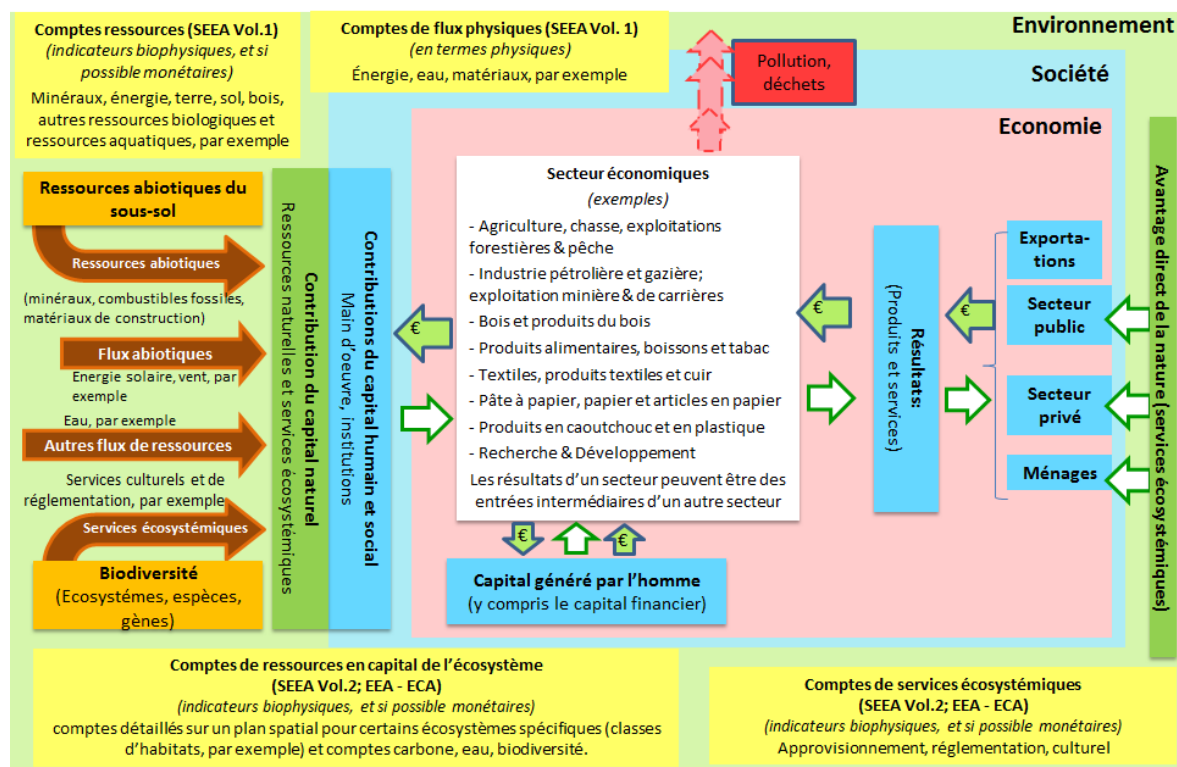 Comptes ressources (SEEA Vol.1)
(indicateurs biophysiques, et si
possible monétaires)
Minéraux, énergie, terre, sol, bois,
autres ressources biologiques et
ressources aquatiques, par exemple
Comptes de flux physiques (SEEA Vol. 1)
(en termes physiques)
Énergie, eau, matériaux, par exemple
Pollution,
déchets
Environnement
Société
Economie
Ressources abiotiques du
sous-sol
Ressources abiotiques
(minéraux, combustibles fossiles,
matériaux de construction)
Flux abiotiques
Energie solaire, vent, par
exemple
Eau, par exemple
Autres flux de ressources
Services culturels et de
réglementation, par exemple
Services écosystémiques
Biodiversité
(Ecosystémes, espèces,
gènes)
Contribution du capital naturel
Ressources naturelles et services écosystémiques
Contributions du capital humain et social
Main d'oeuvre, institutions
€
Secteur économiques
(exemples)
- Agriculture, chasse, exploitations
forestières & pêche
- Industrie pétrolière et gazière;
exploitation minière & de carrières
- Bois et produits du bois
- Produits alimentaires, boissons et tabac
- Textiles, produits textiles et cuir
- Pâte à papier, papier et articles en papier
- Produits en caoutchouc et en plastique
- Recherche & Développement
Les résultats d'un secteur peuvent être des
entrées intermédiaires d'un autre secteur
€
€
Capital généré par l'homme
(y compris le capital financier)
€
Résultats:
(Produits et services)
€
Exporta-
tions
Secteur
public
Secteur
privé
Ménages
Avantage direct de la nature (services écosystémiques)
Comptes de ressources en capital de l'écosystème
(SEEA Vol.2; EEA - ECA)
(indicateurs biophysiques, et si possible monétaires)
comptes détaillés sur un plan spatial pour certains écosystèmes spécifiques (classes
d'habitats, par exemple) et comptes carbone, eau, biodiversité.
Comptes de services écosystémiques
(SEEA Vol.2; EEA - ECA)
(indicateurs biophysiques, et si possible monétaires)
Approvisionnement, réglementation, culturel